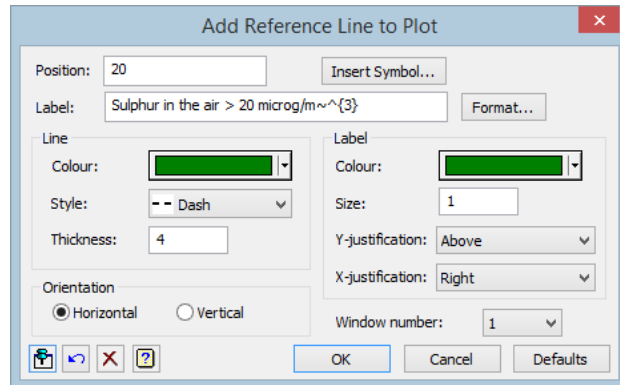 Add Reference Line to Plot
Position: 20 Insert Symbol...
Label: Sulphur in the air > 20 microg/m~^{3} Format...
Line
Colour:
Style: Dash
Thickness: 4
Label
Colour:
Size: 1
Y-justification: Above
X-justification: Right
Orientation
Horizontal Vertical
Window number: 1
OK Cancel Defaults